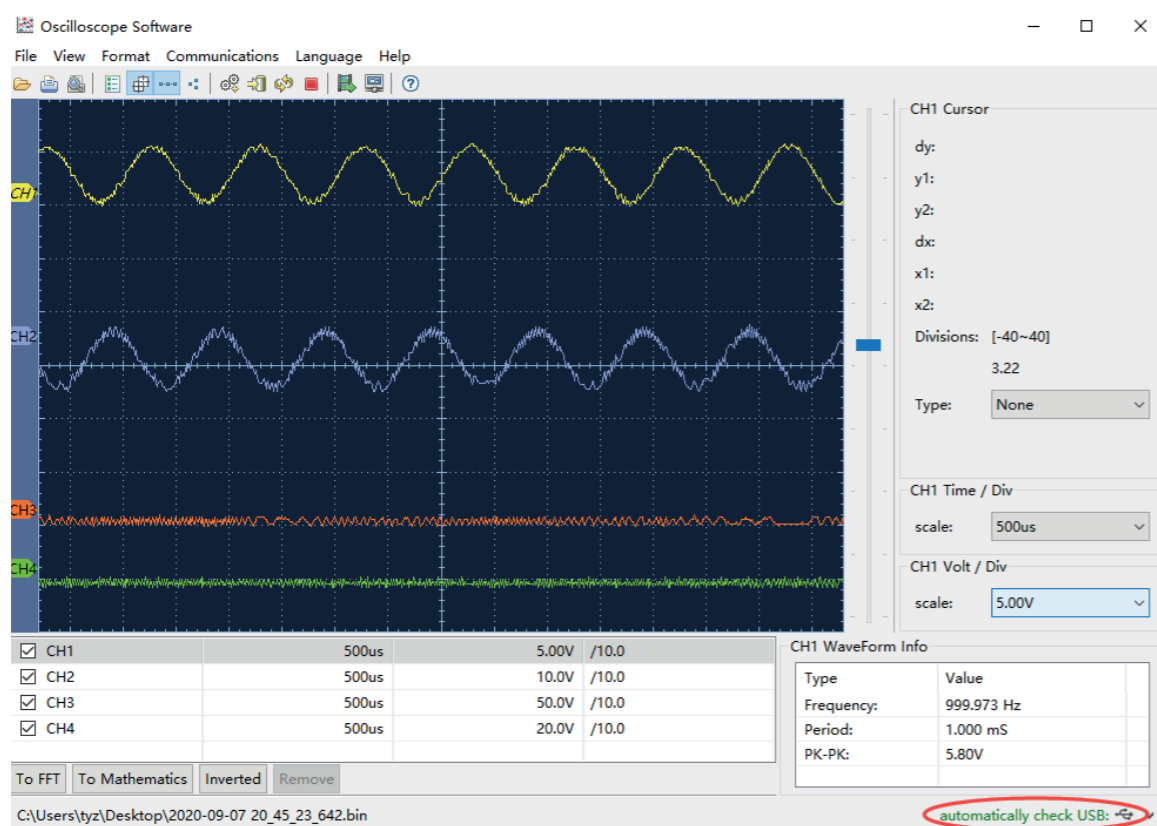 Oscilloscope Software
File View Format Communications Language Help
CH1 Cursor
dy:
y1:
y2:
dx:
x1:
x2:
Divisions: [-40~40]
3.22
Type: None
CH1 Time / Div
scale: 500us
CH1 Volt / Div
scale: 5.00V
CH1
CH2
CH3
CH4
CH1 500us 5.00V /10.0
CH2 500us 10.0V /10.0
CH3 500us 50.0V /10.0
CH4 500us 20.0V /10.0
To FFT To Mathematics Inverted Remove
CH1 WaveForm Info
Type Value
Frequency: 999.973 Hz
Period: 1.000 mS
PK-PK: 5.80V
C:\Users\tyz\Desktop\2020-09-07 20_45_23_642.bin
automatically check USB: